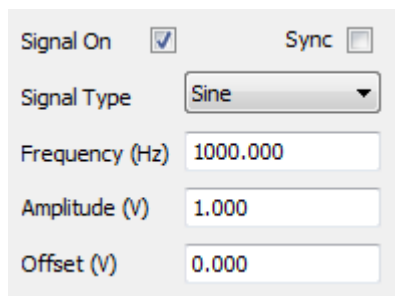 Signal On Sync
Signal Type Sine
Frequency (Hz) 1000.000
Amplitude (V) 1.000
Offset (V) 0.000